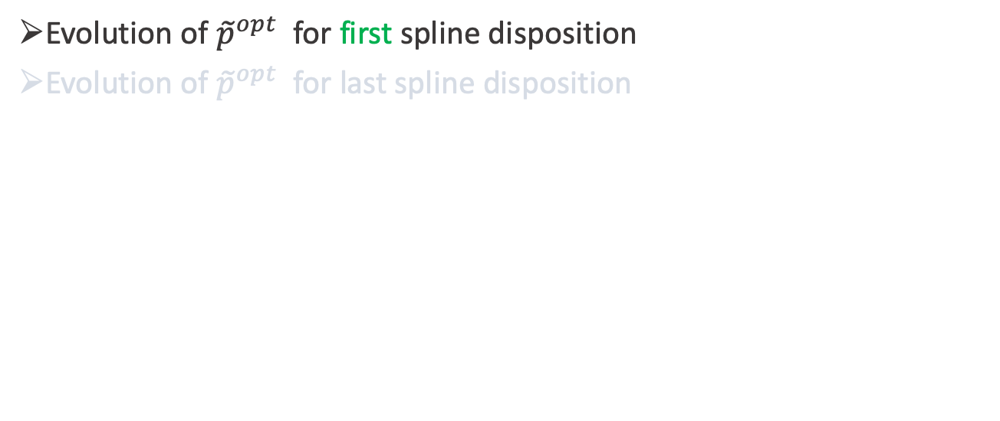 ➢Evolution of p̃ᵒᵖᵗ for first spline disposition
➢Evolution of p̃ᵒᵖᵗ for last spline disposition